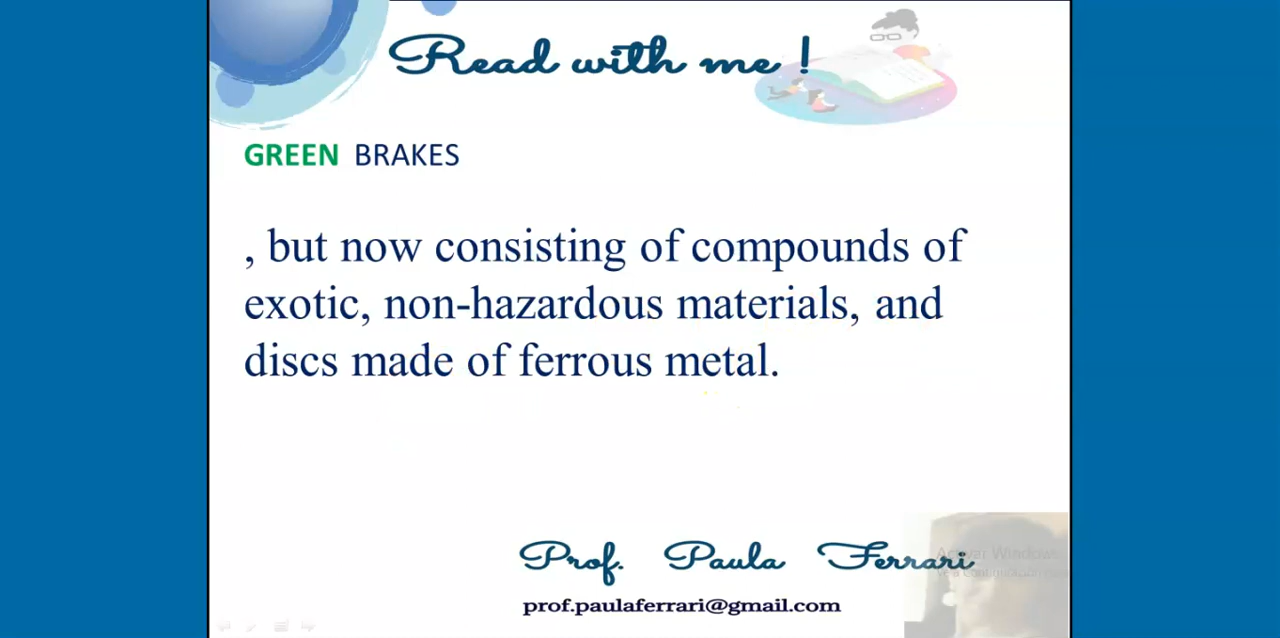 Read with me !
GREEN BRAKES
, but now consisting of compounds of
exotic, non-hazardous materials, and
discs made of ferrous metal.
Prof. Paula Ferrari
prof.paulaferrari@gmail.com